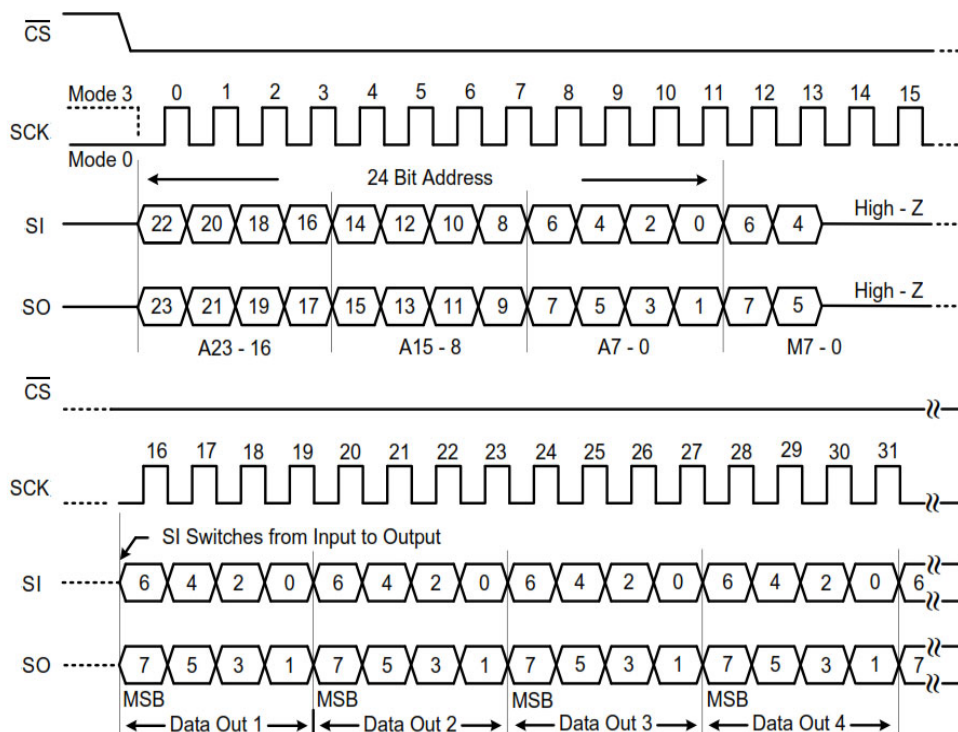 CS
Mode 3 0 1 2 3 4 5 6 7 8 9 10 11 12 13 14 15
SCK
Mode 0
24 Bit Address
SI 22 20 18 16 14 12 10 8 6 4 2 0 6 4 High - Z
SO 23 21 19 17 15 13 11 9 7 5 3 1 7 5 High - Z
A23 - 16 A15 - 8 A7 - 0 M7 - 0
CS
16 17 18 19 20 21 22 23 24 25 26 27 28 29 30 31
SCK
SI Switches from Input to Output
SI 6 4 2 0 6 4 2 0 6 4 2 0 6 4 2 0 6
SO 7 5 3 1 7 5 3 1 7 5 3 1 7 5 3 1 7
MSB MSB MSB MSB
Data Out 1 Data Out 2 Data Out 3 Data Out 4